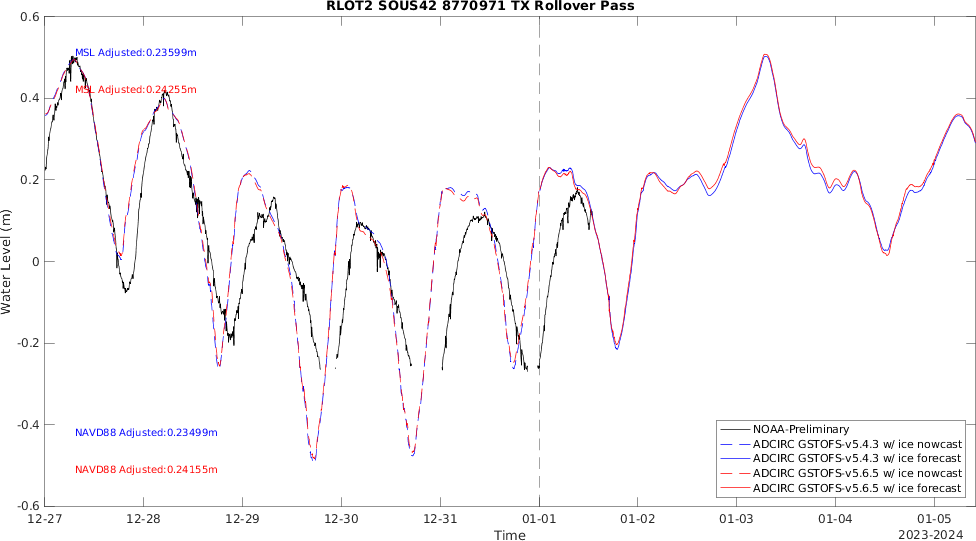 RLOT2 SOUS42 8770971 TX Rollover Pass
0.6
0.4
0.2
0
-0.2
-0.4
-0.6
Water Level (m)
MSL Adjusted:0.23599m
MSL Adjusted:0.24255m
NAVD88 Adjusted:0.23499m
NAVD88 Adjusted:0.24155m
NOAA-Preliminary
ADCIRC GSTOFS-v5.4.3 w/ ice nowcast
ADCIRC GSTOFS-v5.4.3 w/ ice forecast
ADCIRC GSTOFS-v5.6.5 w/ ice nowcast
ADCIRC GSTOFS-v5.6.5 w/ ice forecast
12-27 12-28 12-29 12-30 12-31 01-01 01-02 01-03 01-04 01-05
Time
2023-2024